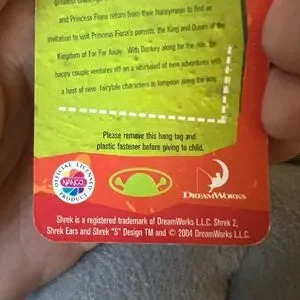 and Princess Fiona return from their honeymoon to find an
invitation to visit Princess Fiona's parents, the King and Queen of the
Kingdom of Far Far Away. With Donkey along for the ride, the
happy couple ventures off on a whirlwind of new adventures with
a host of new fairytale characters to lampoon along the way.
Please remove this hang tag and
plastic fastener before giving to child.
OFFICIAL LICENSED
NANCO
PRODUCT
DREAMWORKS
Shrek is a registered trademark of DreamWorks L.L.C. Shrek 2,
Shrek Ears and Shrek "S" Design TM and © 2004 DreamWorks L.L.C.